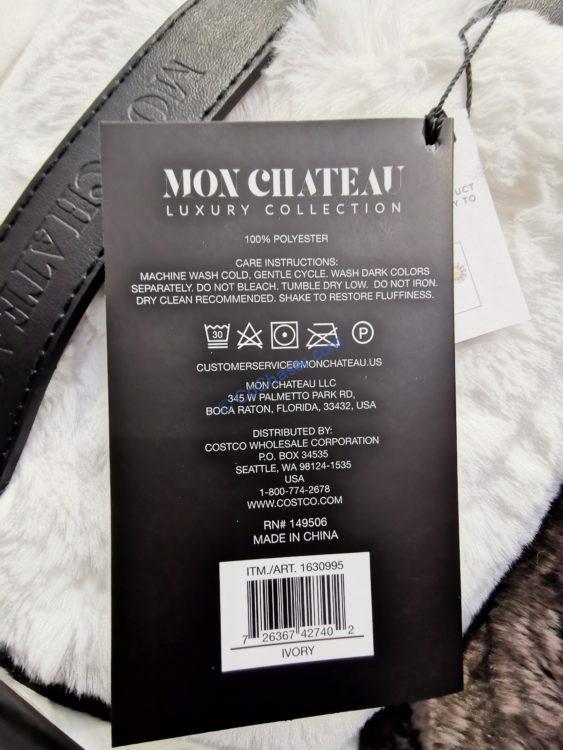 MON CHATEAU
MON CHATEAU
LUXURY COLLECTION
100% POLYESTER
CARE INSTRUCTIONS:
MACHINE WASH COLD, GENTLE CYCLE. WASH DARK COLORS
SEPARATELY. DO NOT BLEACH. TUMBLE DRY LOW. DO NOT IRON.
DRY CLEAN RECOMMENDED. SHAKE TO RESTORE FLUFFINESS.
30
P
CUSTOMERSERVICE@MONCHATEAU.US
MON CHATEAU LLC
345 W PALMETTO PARK RD,
BOCA RATON, FLORIDA, 33432, USA
DISTRIBUTED BY:
COSTCO WHOLESALE CORPORATION
P.O. BOX 34535
SEATTLE, WA 98124-1535
USA
1-800-774-2678
WWW.COSTCO.COM
RN# 149506
MADE IN CHINA
ITM./ART. 1630995
7 26367 42740 2
IVORY